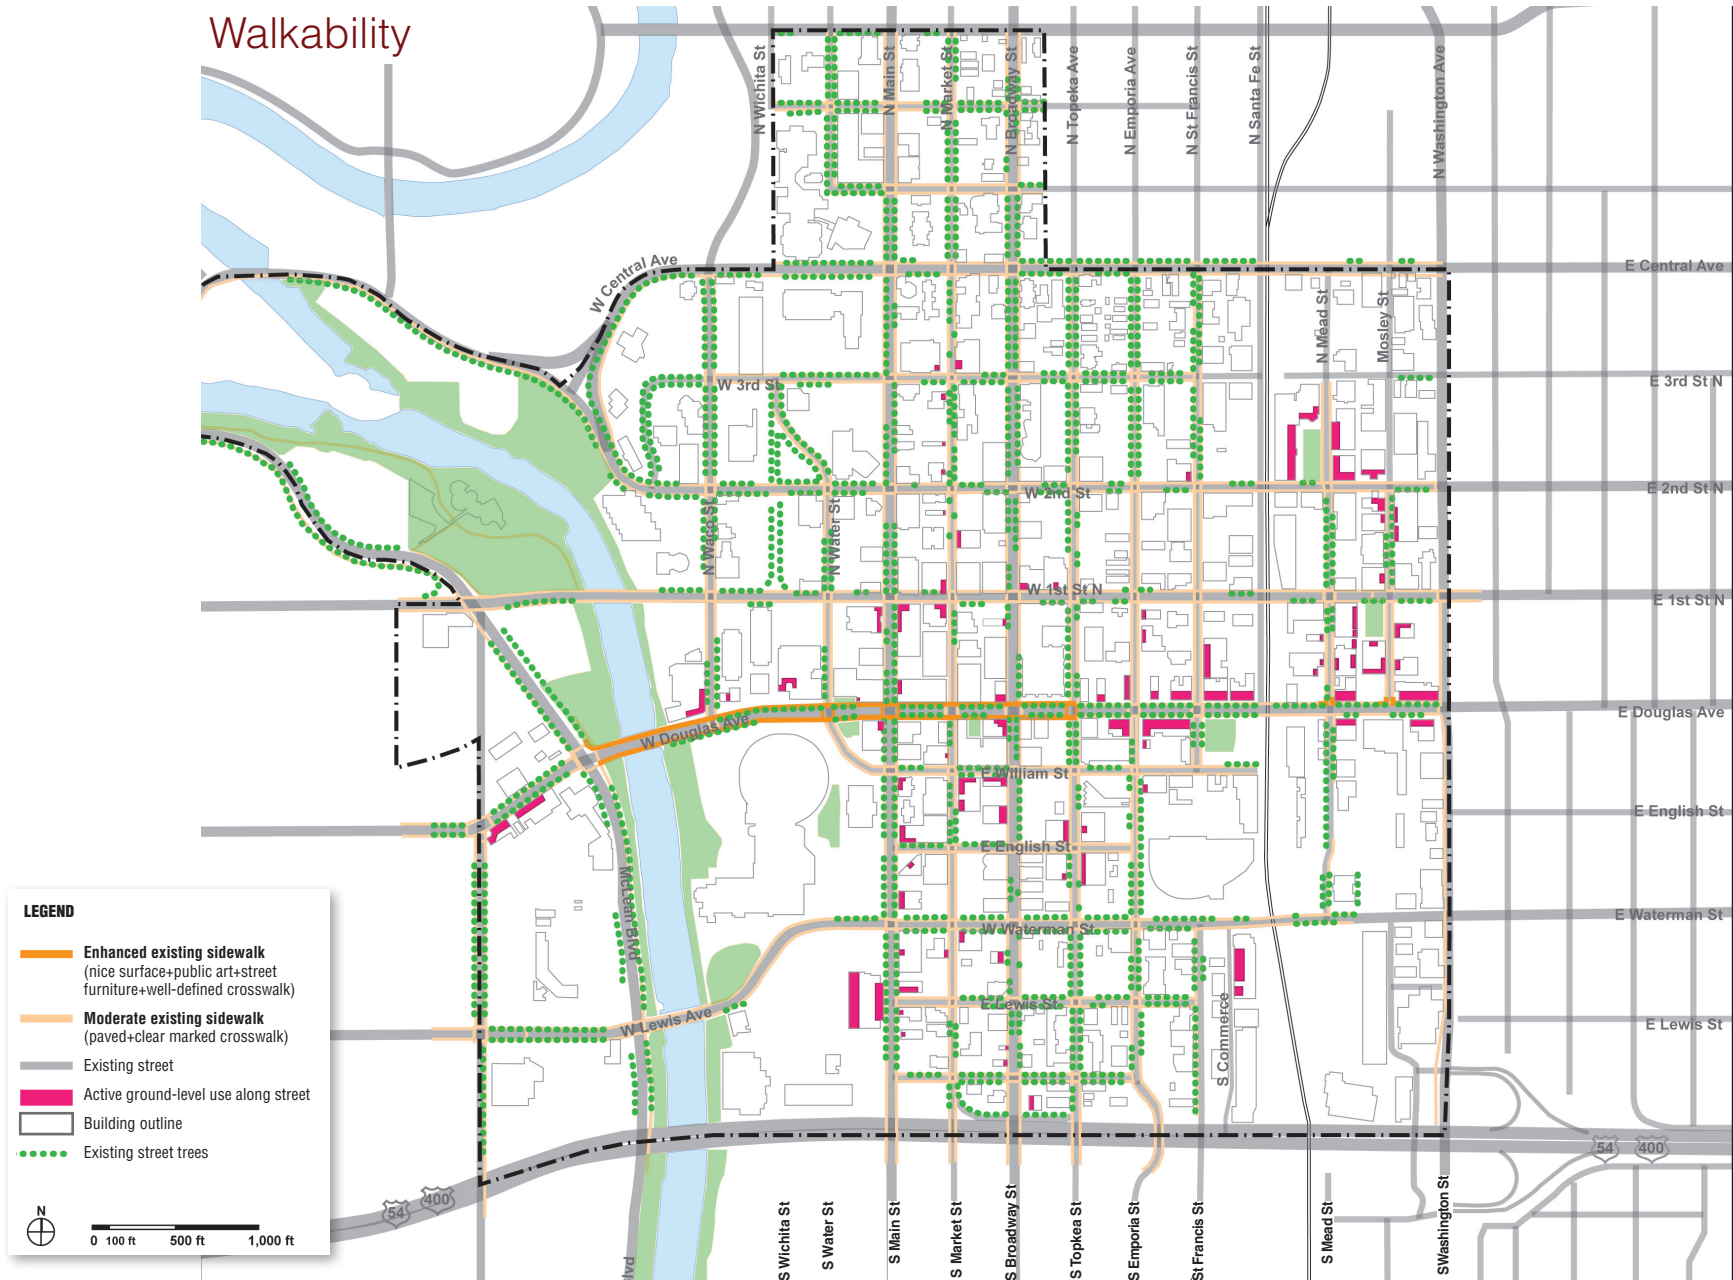 Walkability
N Wichita St
N Main St
N Market St
N Broadway St
N Topeka Ave
N Emporia Ave
N St Francis St
N Santa Fe St
N Washington Ave
W Central Ave
E Central Ave
N Mead St
Mosley St
W 3rd St
E 3rd St N
W 2nd St
E 2nd St N
N Waco St
N Water St
W 1st St N
E 1st St N
W Douglas Ave
E Douglas Ave
E William St
E English St
E English St
McLean Blvd
W Waterman St
E Waterman St
E Lewis St
W Lewis Ave
E Lewis St
S Commerce
LEGEND
Enhanced existing sidewalk
(nice surface+public art+street
furniture+well-defined crosswalk)
Moderate existing sidewalk
(paved+clear marked crosswalk)
Existing street
Active ground-level use along street
Building outline
Existing street trees
N
0 100 ft 500 ft 1,000 ft
54
400
54
400
S Wichita St
S Water St
S Main St
S Market St
S Broadway St
S Topkea St
S Emporia St
St Francis St
S Mead St
SWashington St
lvd